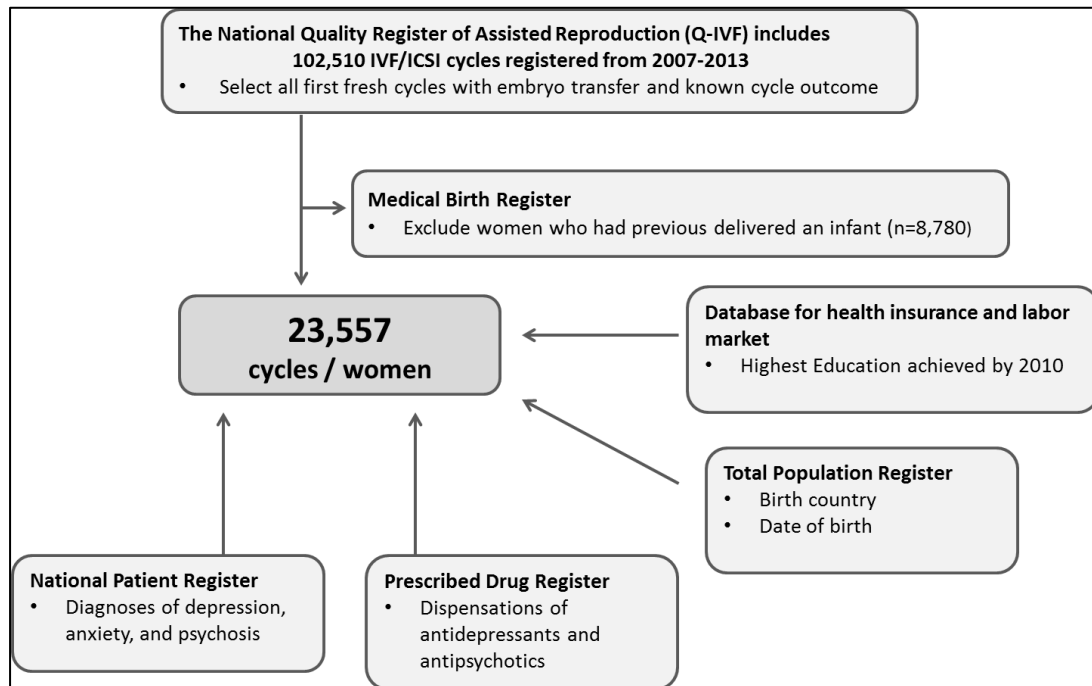 The National Quality Register of Assisted Reproduction (Q-IVF) includes
102,510 IVF/ICSI cycles registered from 2007-2013
• Select all first fresh cycles with embryo transfer and known cycle outcome
Medical Birth Register
• Exclude women who had previous delivered an infant (n=8,780)
23,557
cycles / women
Database for health insurance and labor
market
• Highest Education achieved by 2010
Total Population Register
• Birth country
• Date of birth
National Patient Register
• Diagnoses of depression,
anxiety, and psychosis
Prescribed Drug Register
• Dispensations of
antidepressants and
antipsychotics